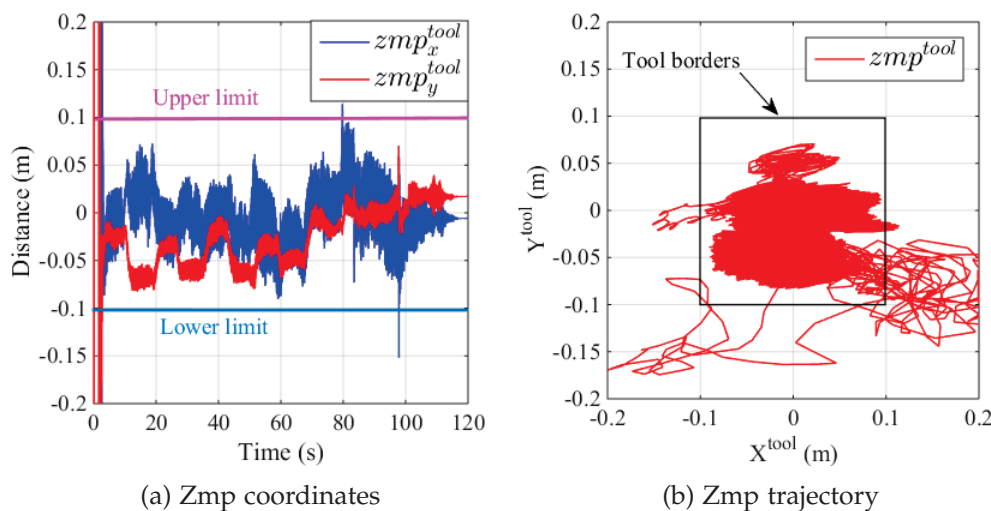 0.2
0.15
0.1
0.05
0
-0.05
-0.1
-0.15
-0.2
Distance (m)
zmp_x^tool
zmp_y^tool
Upper limit
Lower limit
0 20 40 60 80 100 120
Time (s)
(a) Zmp coordinates
0.2
0.15
0.1
0.05
0
-0.05
-0.1
-0.15
-0.2
Y^tool (m)
Tool borders
zmp^tool
-0.2 -0.1 0 0.1 0.2
X^tool (m)
(b) Zmp trajectory